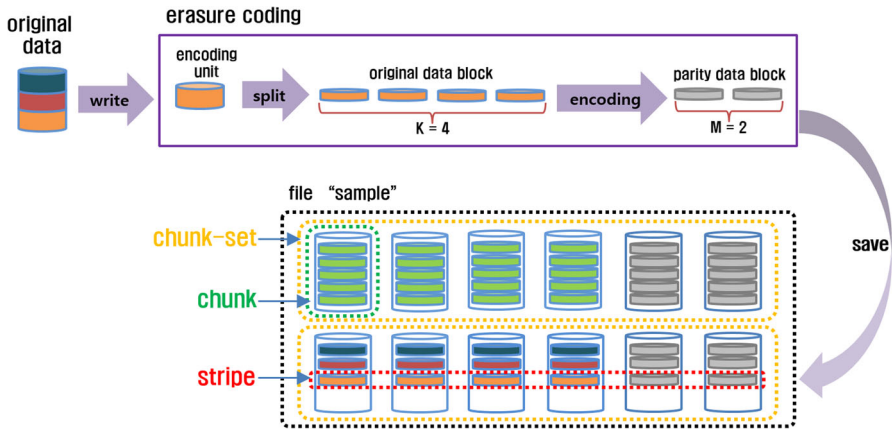 original
data
erasure coding
encoding
unit
original data block
parity data block
write
split
encoding
K = 4
M = 2
file “sample”
chunk-set
save
chunk
stripe